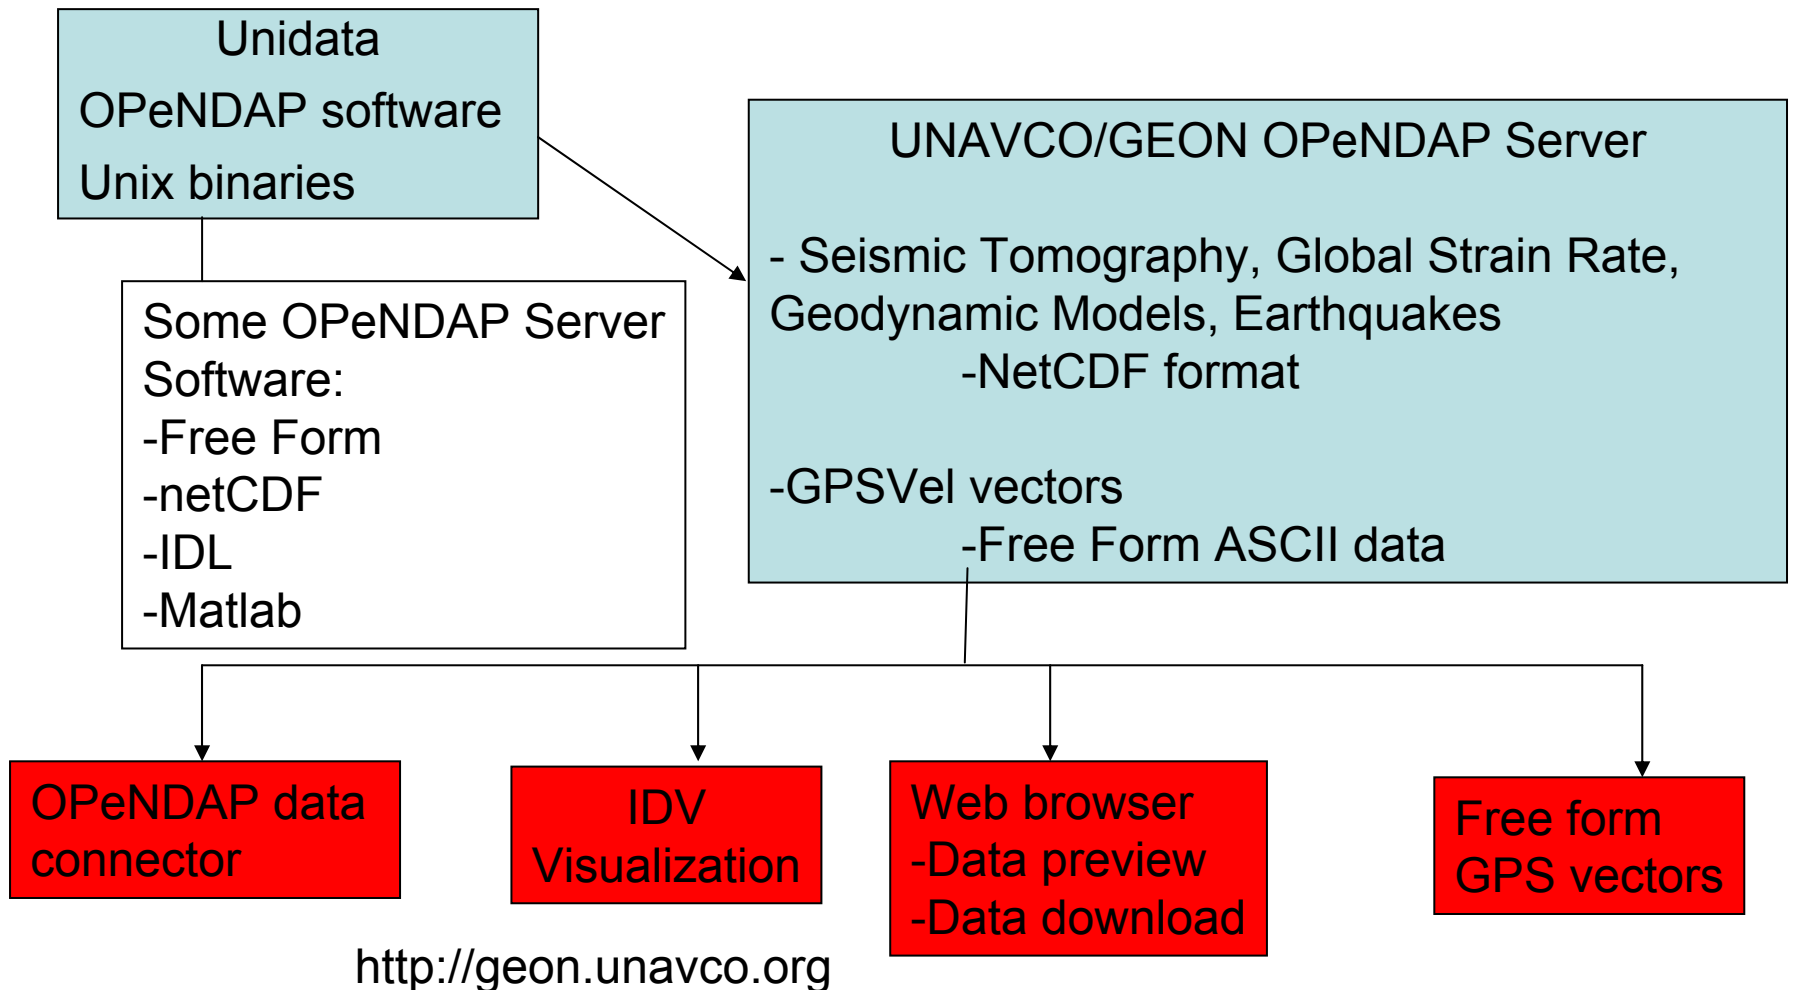 Unidata
OPeNDAP software
Unix binaries
UNAVCO/GEON OPeNDAP Server
- Seismic Tomography, Global Strain Rate,
Geodynamic Models, Earthquakes
-NetCDF format
-GPSVel vectors
-Free Form ASCII data
Some OPeNDAP Server
Software:
-Free Form
-netCDF
-IDL
-Matlab
OPeNDAP data
connector
IDV
Visualization
Web browser
-Data preview
-Data download
Free form
GPS vectors
http://geon.unavco.org